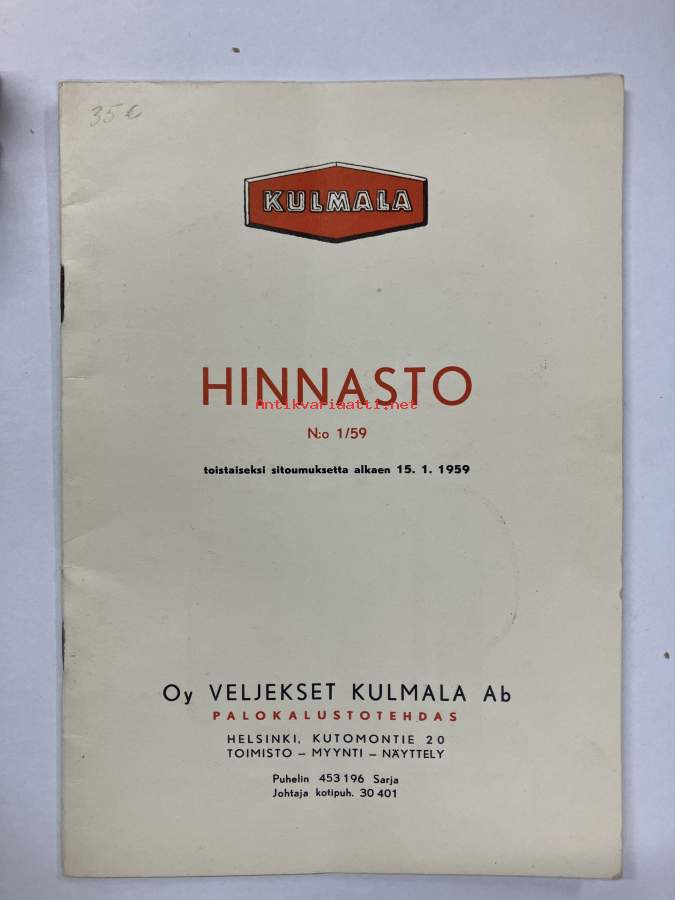 35 €
KULMALA
HINNASTO
Antikvariaatti.net
N:o 1/59
toistaiseksi sitoumuksetta alkaen 15. 1. 1959
Oy VELJEKSET KULMALA Ab
PALOKALUSTOTEHDAS
HELSINKI, KUTOMONTIE 20
TOIMISTO – MYYNTI – NÄYTTELY
Puhelin 453 196 Sarja
Johtaja kotipuh. 30 401